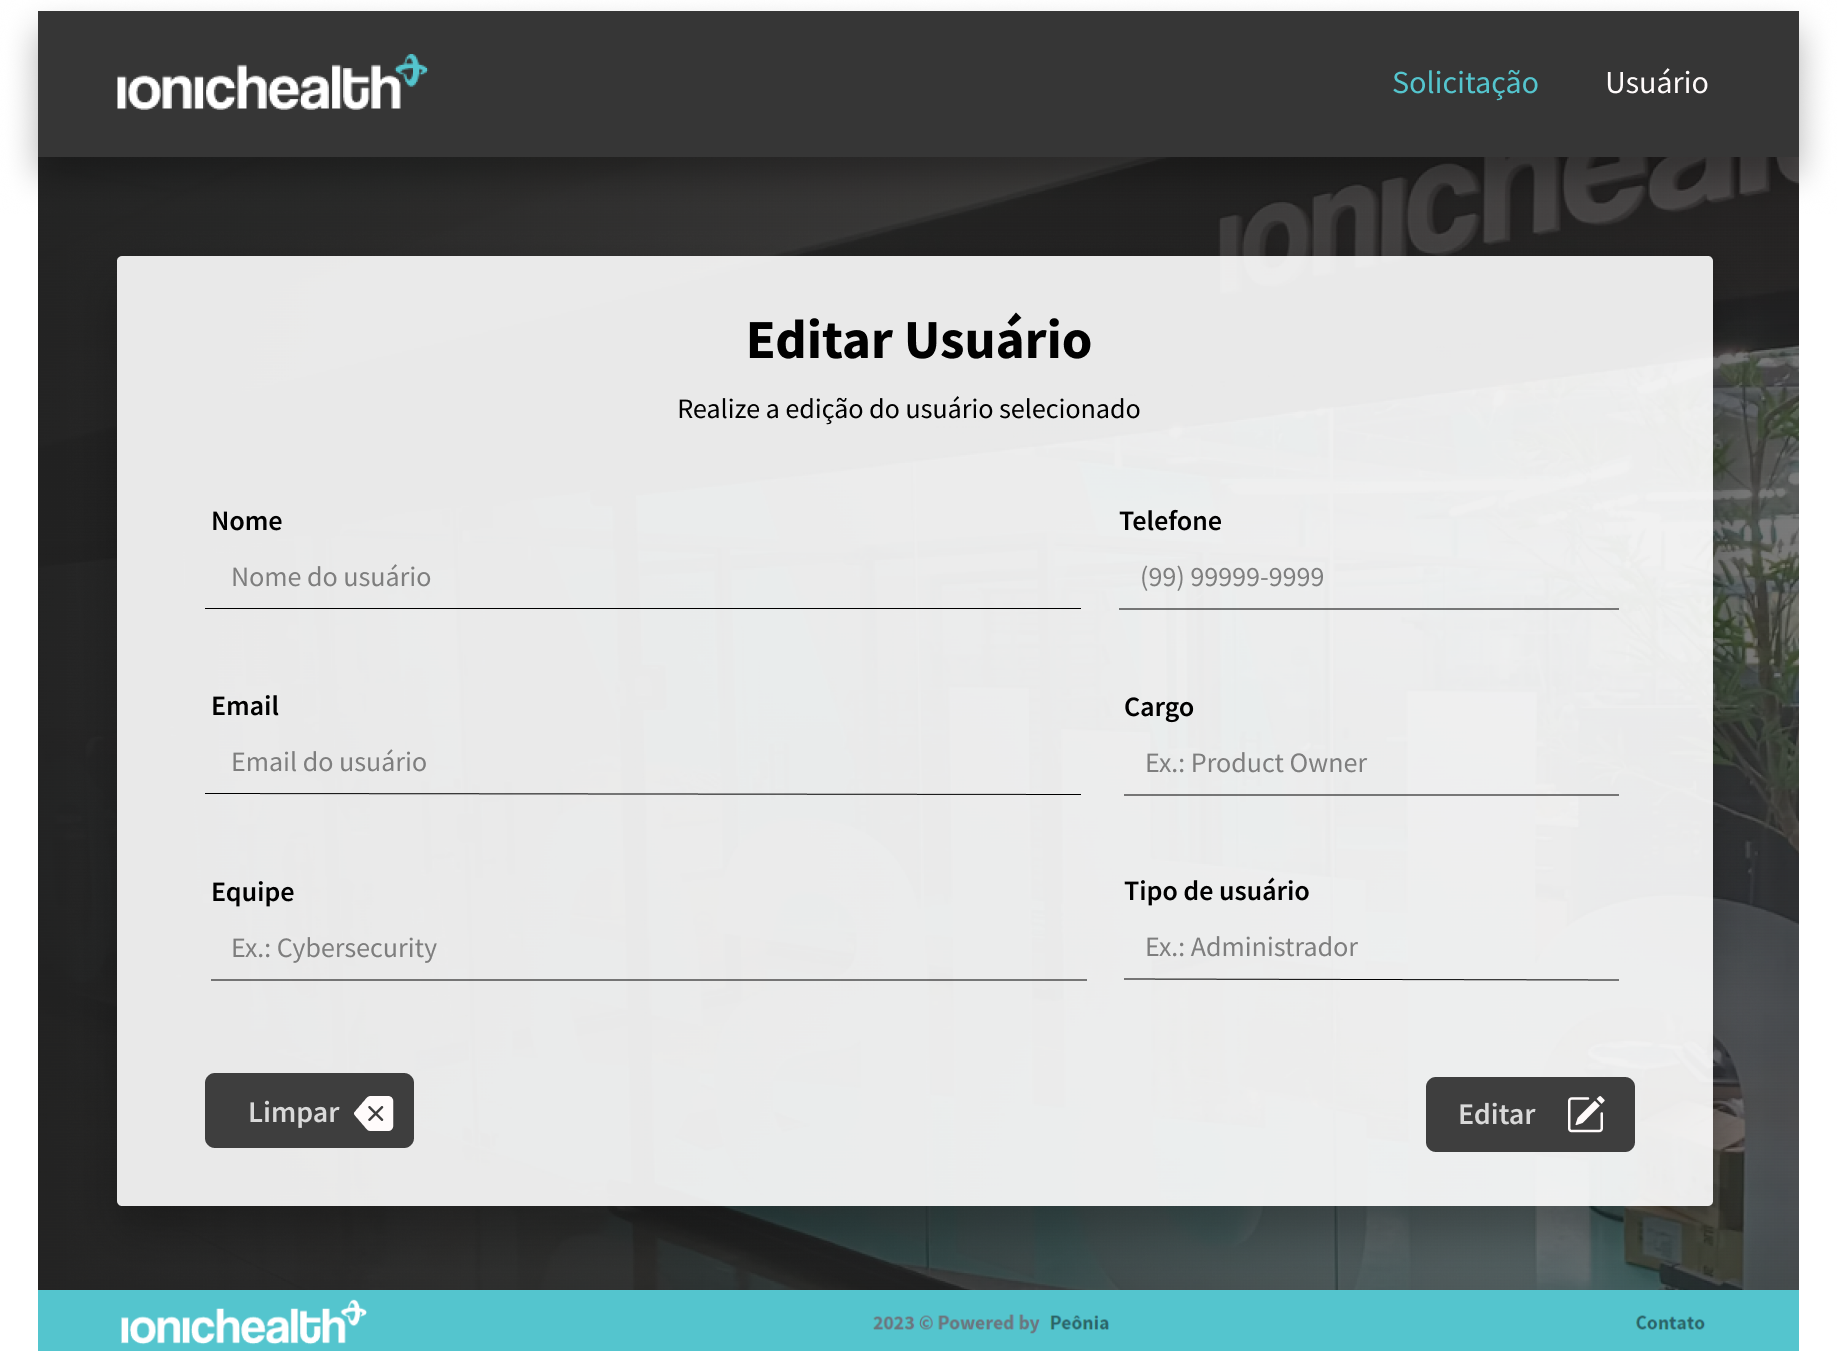 ionichealth
Solicitação Usuário
ionicheal
Editar Usuário
Realize a edição do usuário selecionado
Nome Telefone
Nome do usuário (99) 99999-9999
Email Cargo
Email do usuário Ex.: Product Owner
Equipe Tipo de usuário
Ex.: Cybersecurity Ex.: Administrador
Limpar Editar
ionichealth 2023 © Powered by Peônia Contato